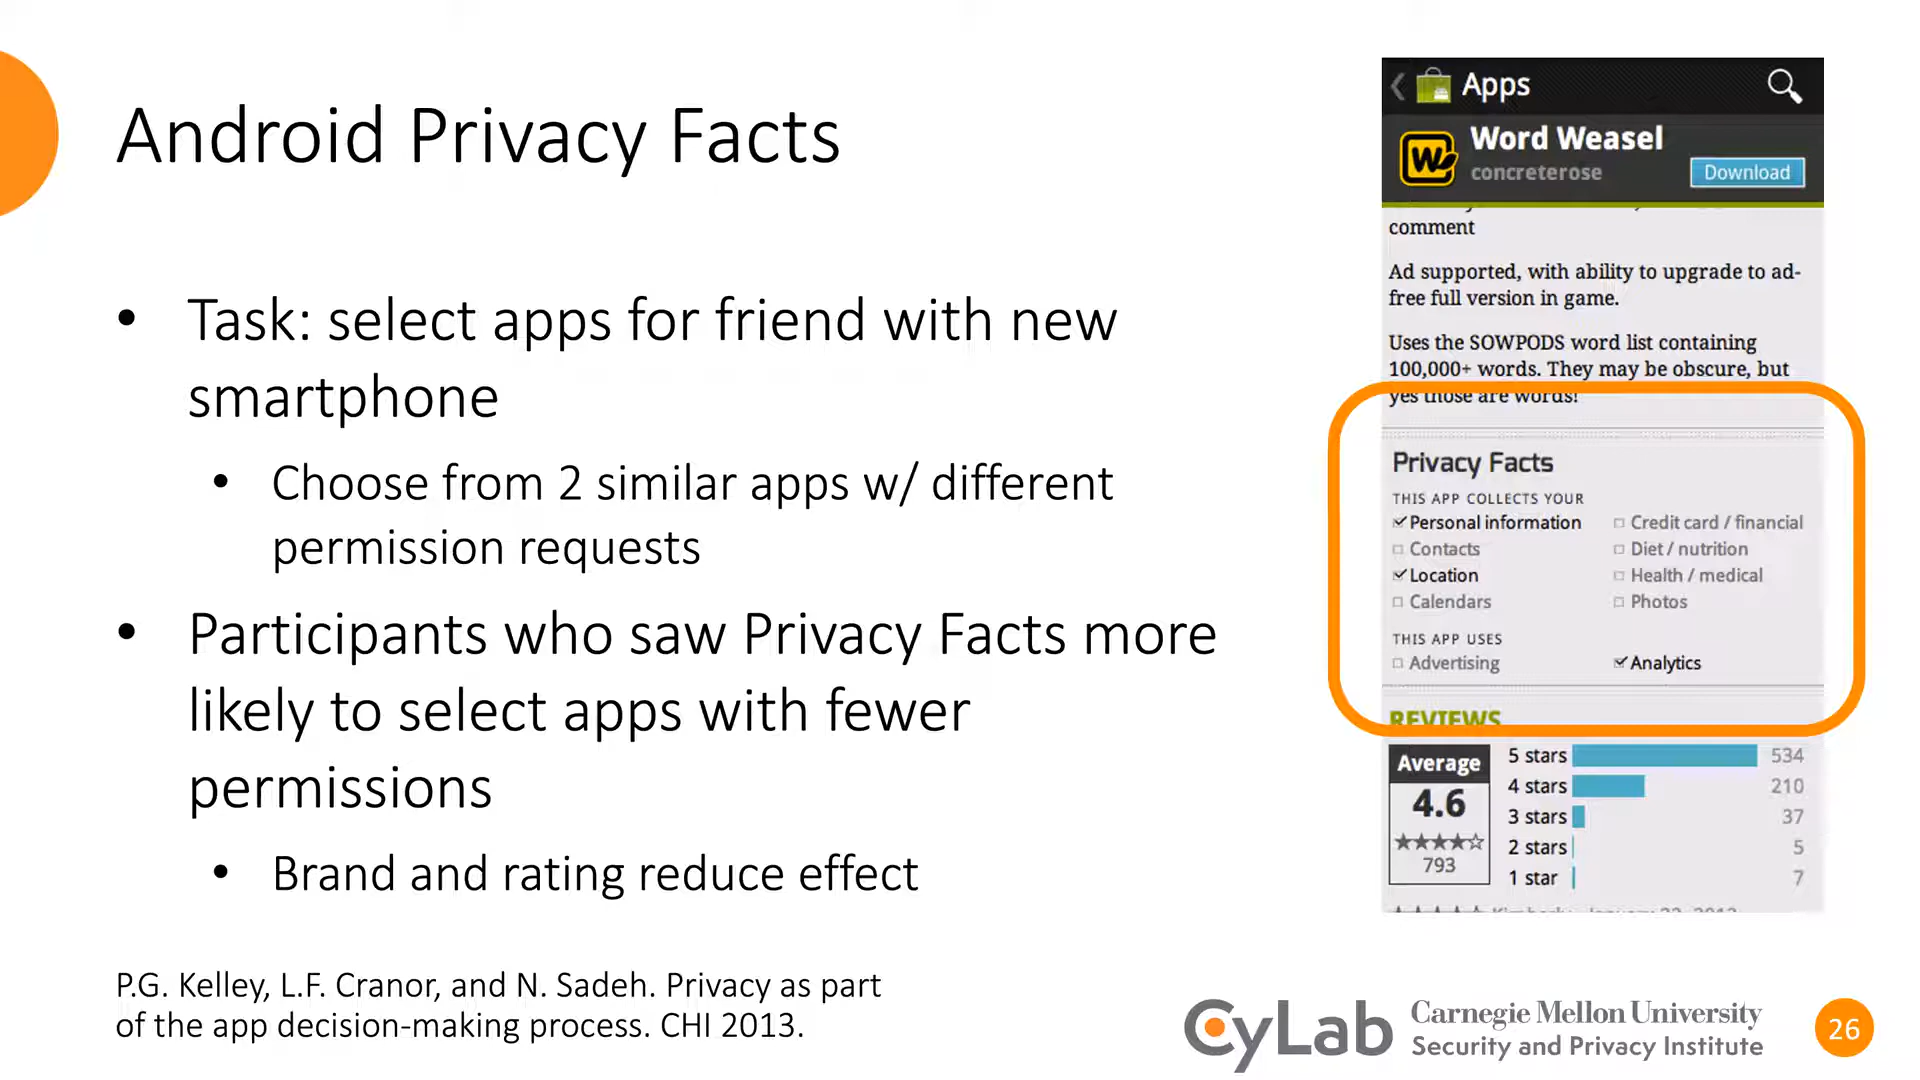 Android Privacy Facts
• Task: select apps for friend with new
smartphone
• Choose from 2 similar apps w/ different
permission requests
• Participants who saw Privacy Facts more
likely to select apps with fewer
permissions
• Brand and rating reduce effect
P.G. Kelley, L.F. Cranor, and N. Sadeh. Privacy as part
of the app decision-making process. CHI 2013.
Apps
Word Weasel
concreterose
Download
comment
Ad supported, with ability to upgrade to ad-
free full version in game.
Uses the SOWPODS word list containing
100,000+ words. They may be obscure, but
yes those are words!
Privacy Facts
THIS APP COLLECTS YOUR
Personal information Credit card / financial
Contacts Diet / nutrition
Location Health / medical
Calendars Photos
THIS APP USES
Advertising Analytics
REVIEWS
Average
4.6
793
5 stars 534
4 stars 210
3 stars 37
2 stars 5
1 star 7
CyLab
Carnegie Mellon University
Security and Privacy Institute
26